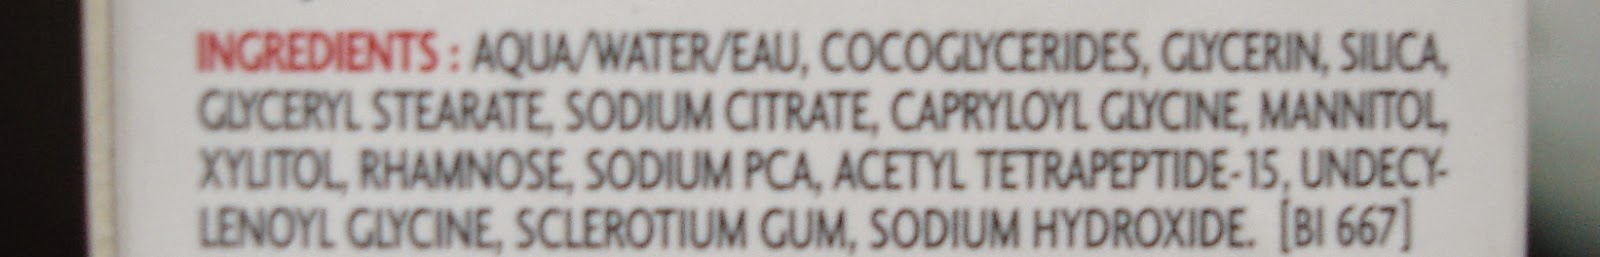 INGREDIENTS : AQUA/WATER/EAU, COCOGLYCERIDES, GLYCERIN, SILICA,
GLYCERYL STEARATE, SODIUM CITRATE, CAPRYLOYL GLYCINE, MANNITOL,
XYLITOL, RHAMNOSE, SODIUM PCA, ACETYL TETRAPEPTIDE-15, UNDECY-
LENOYL GLYCINE, SCLEROTIUM GUM, SODIUM HYDROXIDE. [BI 667]